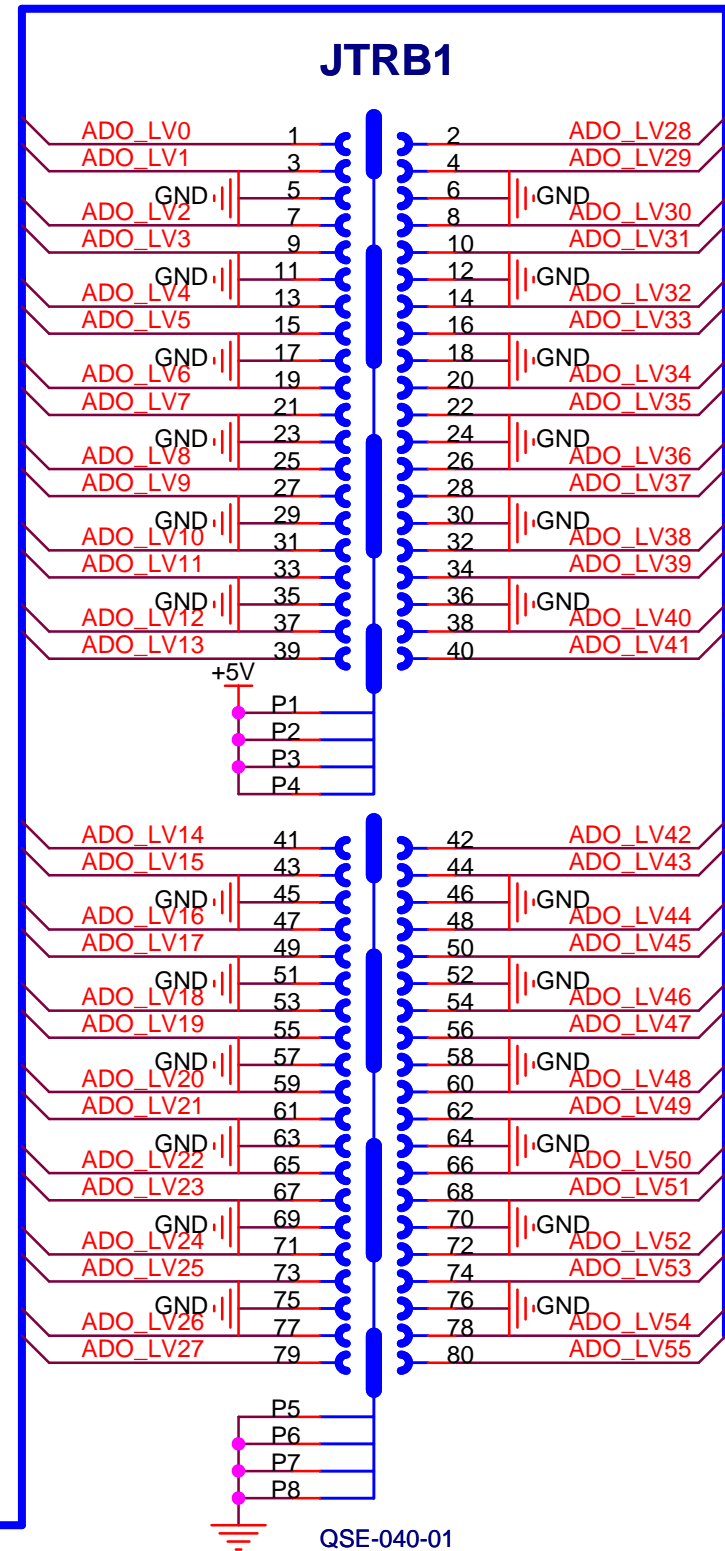 JTRB1
ADO_LV0 1 2 ADO_LV28
ADO_LV1 3 4 ADO_LV29
GND 5 6 GND
ADO_LV2 7 8 ADO_LV30
ADO_LV3 9 10 ADO_LV31
GND 11 12 GND
ADO_LV4 13 14 ADO_LV32
ADO_LV5 15 16 ADO_LV33
GND 17 18 GND
ADO_LV6 19 20 ADO_LV34
ADO_LV7 21 22 ADO_LV35
GND 23 24 GND
ADO_LV8 25 26 ADO_LV36
ADO_LV9 27 28 ADO_LV37
GND 29 30 GND
ADO_LV10 31 32 ADO_LV38
ADO_LV11 33 34 ADO_LV39
GND 35 36 GND
ADO_LV12 37 38 ADO_LV40
ADO_LV13 39 40 ADO_LV41
+5V
P1
P2
P3
P4
ADO_LV14 41 42 ADO_LV42
ADO_LV15 43 44 ADO_LV43
GND 45 46 GND
ADO_LV16 47 48 ADO_LV44
ADO_LV17 49 50 ADO_LV45
GND 51 52 GND
ADO_LV18 53 54 ADO_LV46
ADO_LV19 55 56 ADO_LV47
GND 57 58 GND
ADO_LV20 59 60 ADO_LV48
ADO_LV21 61 62 ADO_LV49
GND 63 64 GND
ADO_LV22 65 66 ADO_LV50
ADO_LV23 67 68 ADO_LV51
GND 69 70 GND
ADO_LV24 71 72 ADO_LV52
ADO_LV25 73 74 ADO_LV53
GND 75 76 GND
ADO_LV26 77 78 ADO_LV54
ADO_LV27 79 80 ADO_LV55
P5
P6
P7
P8
QSE-040-01